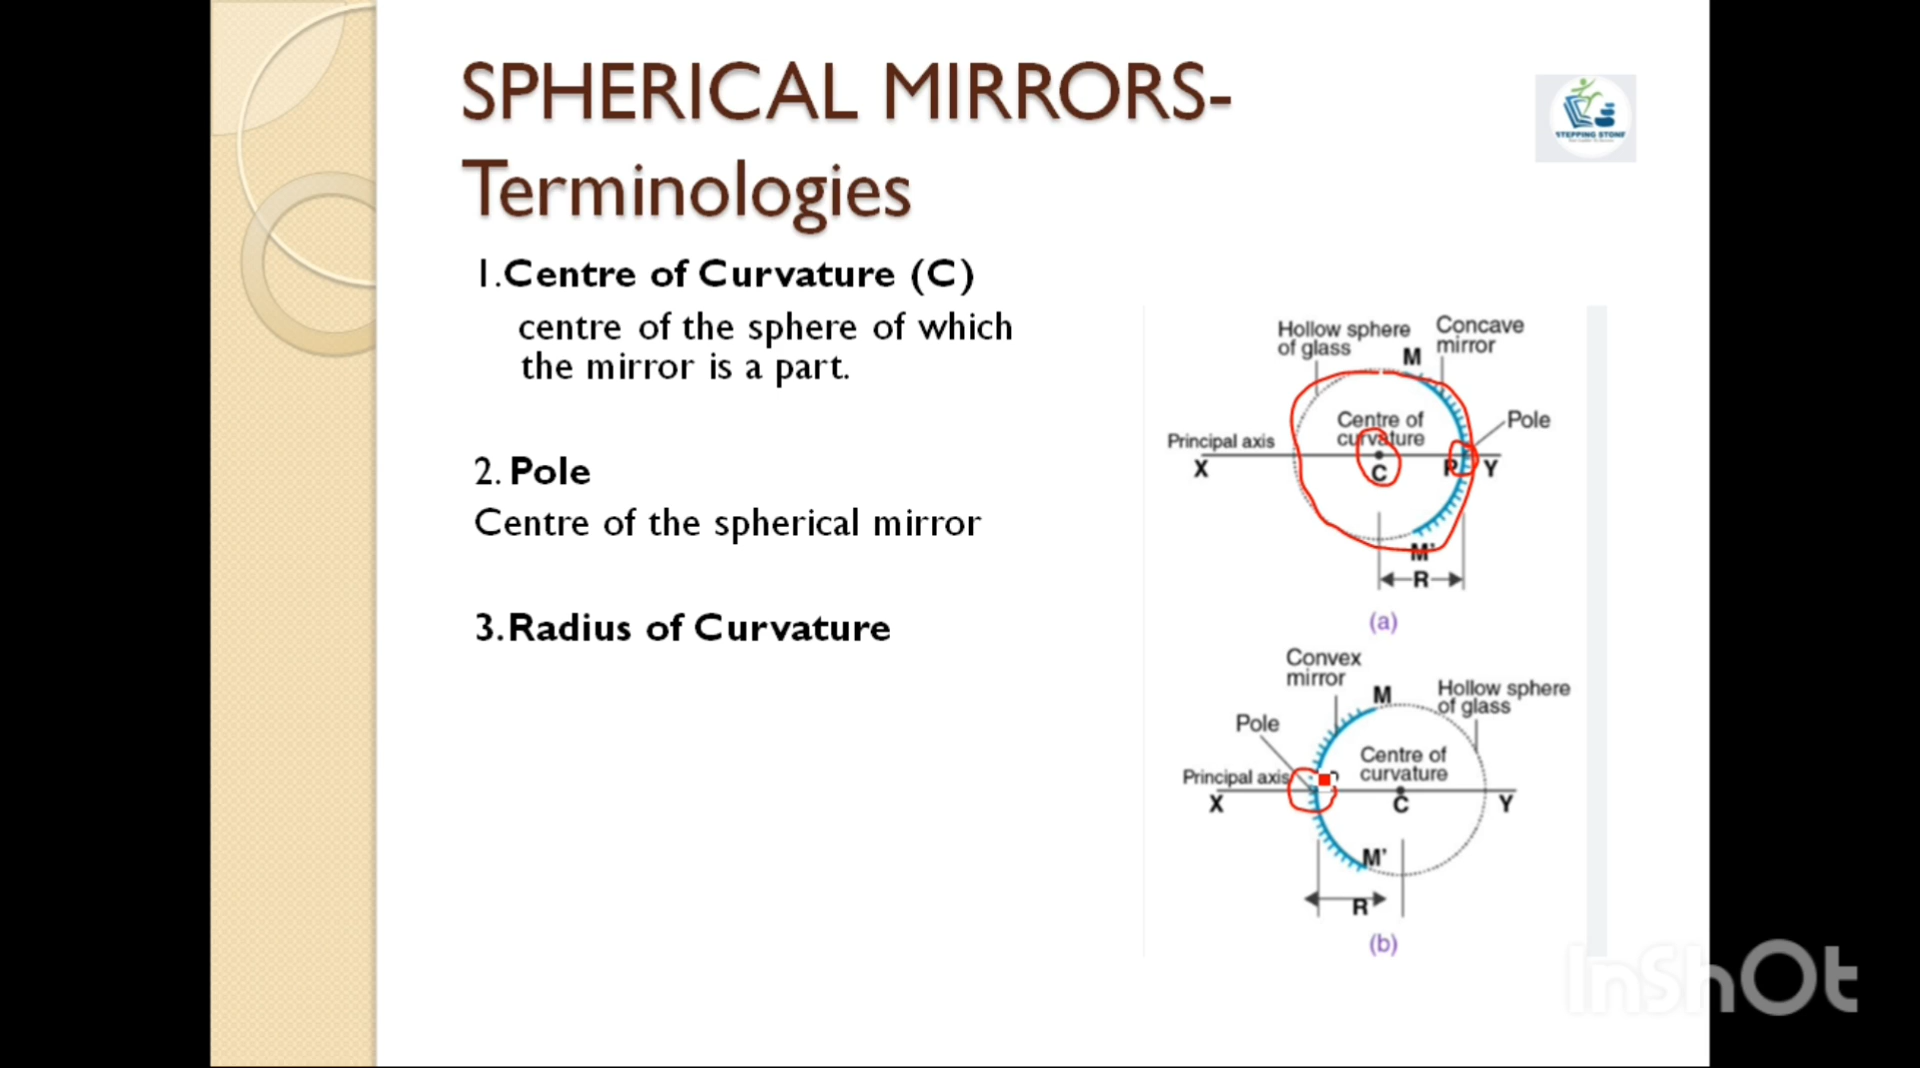 SPHERICAL MIRRORS-
Terminologies
STEPPING STONE
1.Centre of Curvature (C)
centre of the sphere of which
the mirror is a part.
2. Pole
Centre of the spherical mirror
3.Radius of Curvature
Hollow sphere
of glass
Concave
mirror
M
Centre of
curvature
Pole
Principal axis
X
C
P
Y
M'
R
(a)
Convex
mirror
M
Hollow sphere
of glass
Pole
Centre of
curvature
Principal axis
X
C
Y
M'
R
(b)
InShOt